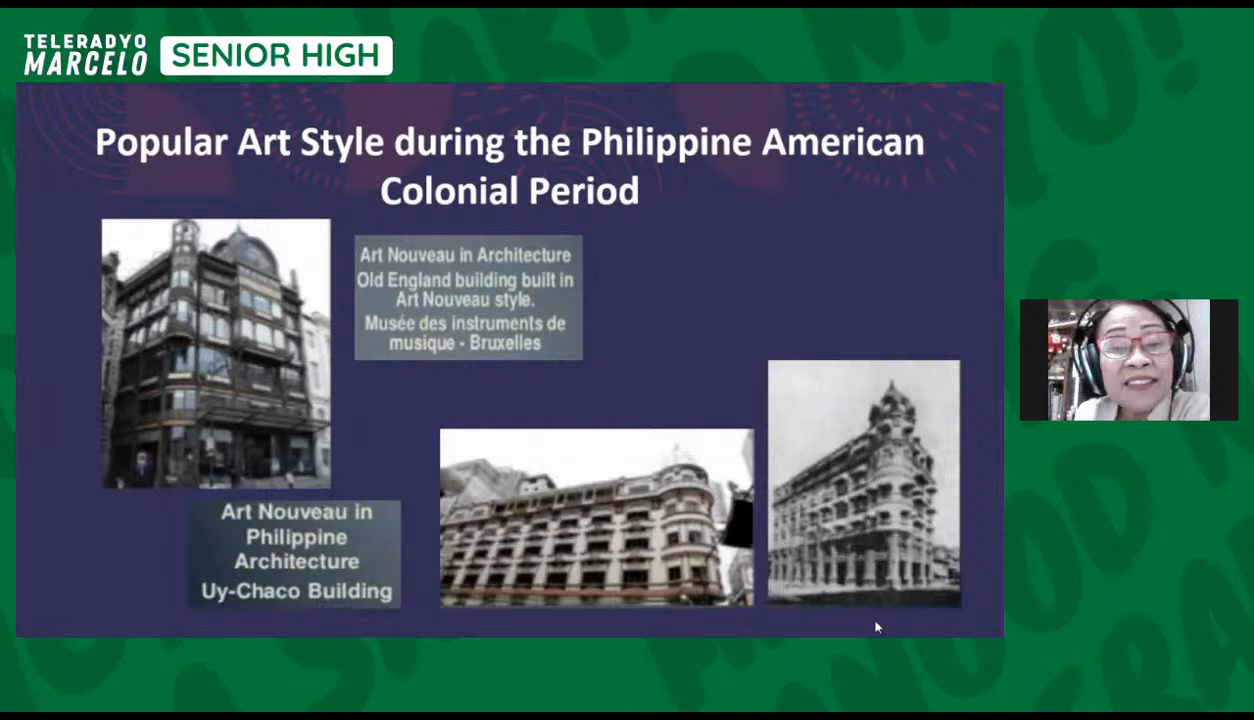 TELERADYO
MARCELO
SENIOR HIGH
Popular Art Style during the Philippine American
Colonial Period
Art Nouveau in Architecture
Old England building built in
Art Nouveau style.
Musée des instruments de
musique - Bruxelles
Art Nouveau in
Philippine
Architecture
Uy-Chaco Building